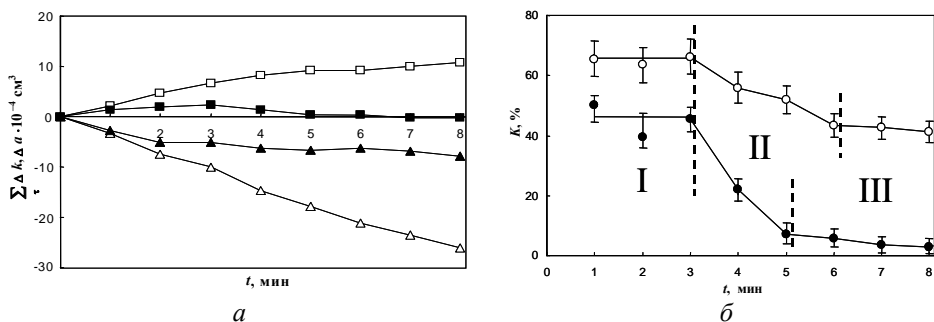 20
10
0
-10
-20
-30
1 2 3 4 5 6 7 8
∑ Δ k, Δ a ·10⁻⁴ см³
τ
t, мин
а
80
60
40
20
0
K, %
I
II
III
0 1 2 3 4 5 6 7 8
t, мин
б